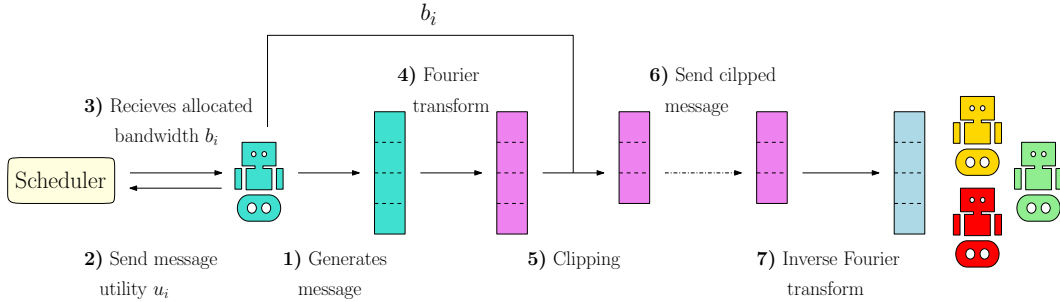 $b_i$
4) Fourier
transform
6) Send cilpped
message
3) Recieves allocated
bandwidth $b_i$
Scheduler
2) Send message
utility $u_i$
1) Generates
message
5) Clipping
7) Inverse Fourier
transform